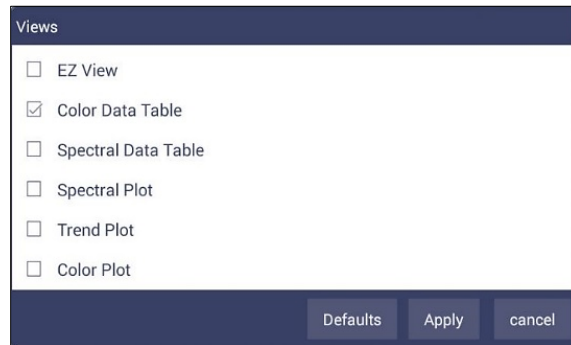 Views
EZ View
Color Data Table
Spectral Data Table
Spectral Plot
Trend Plot
Color Plot
Defaults Apply cancel